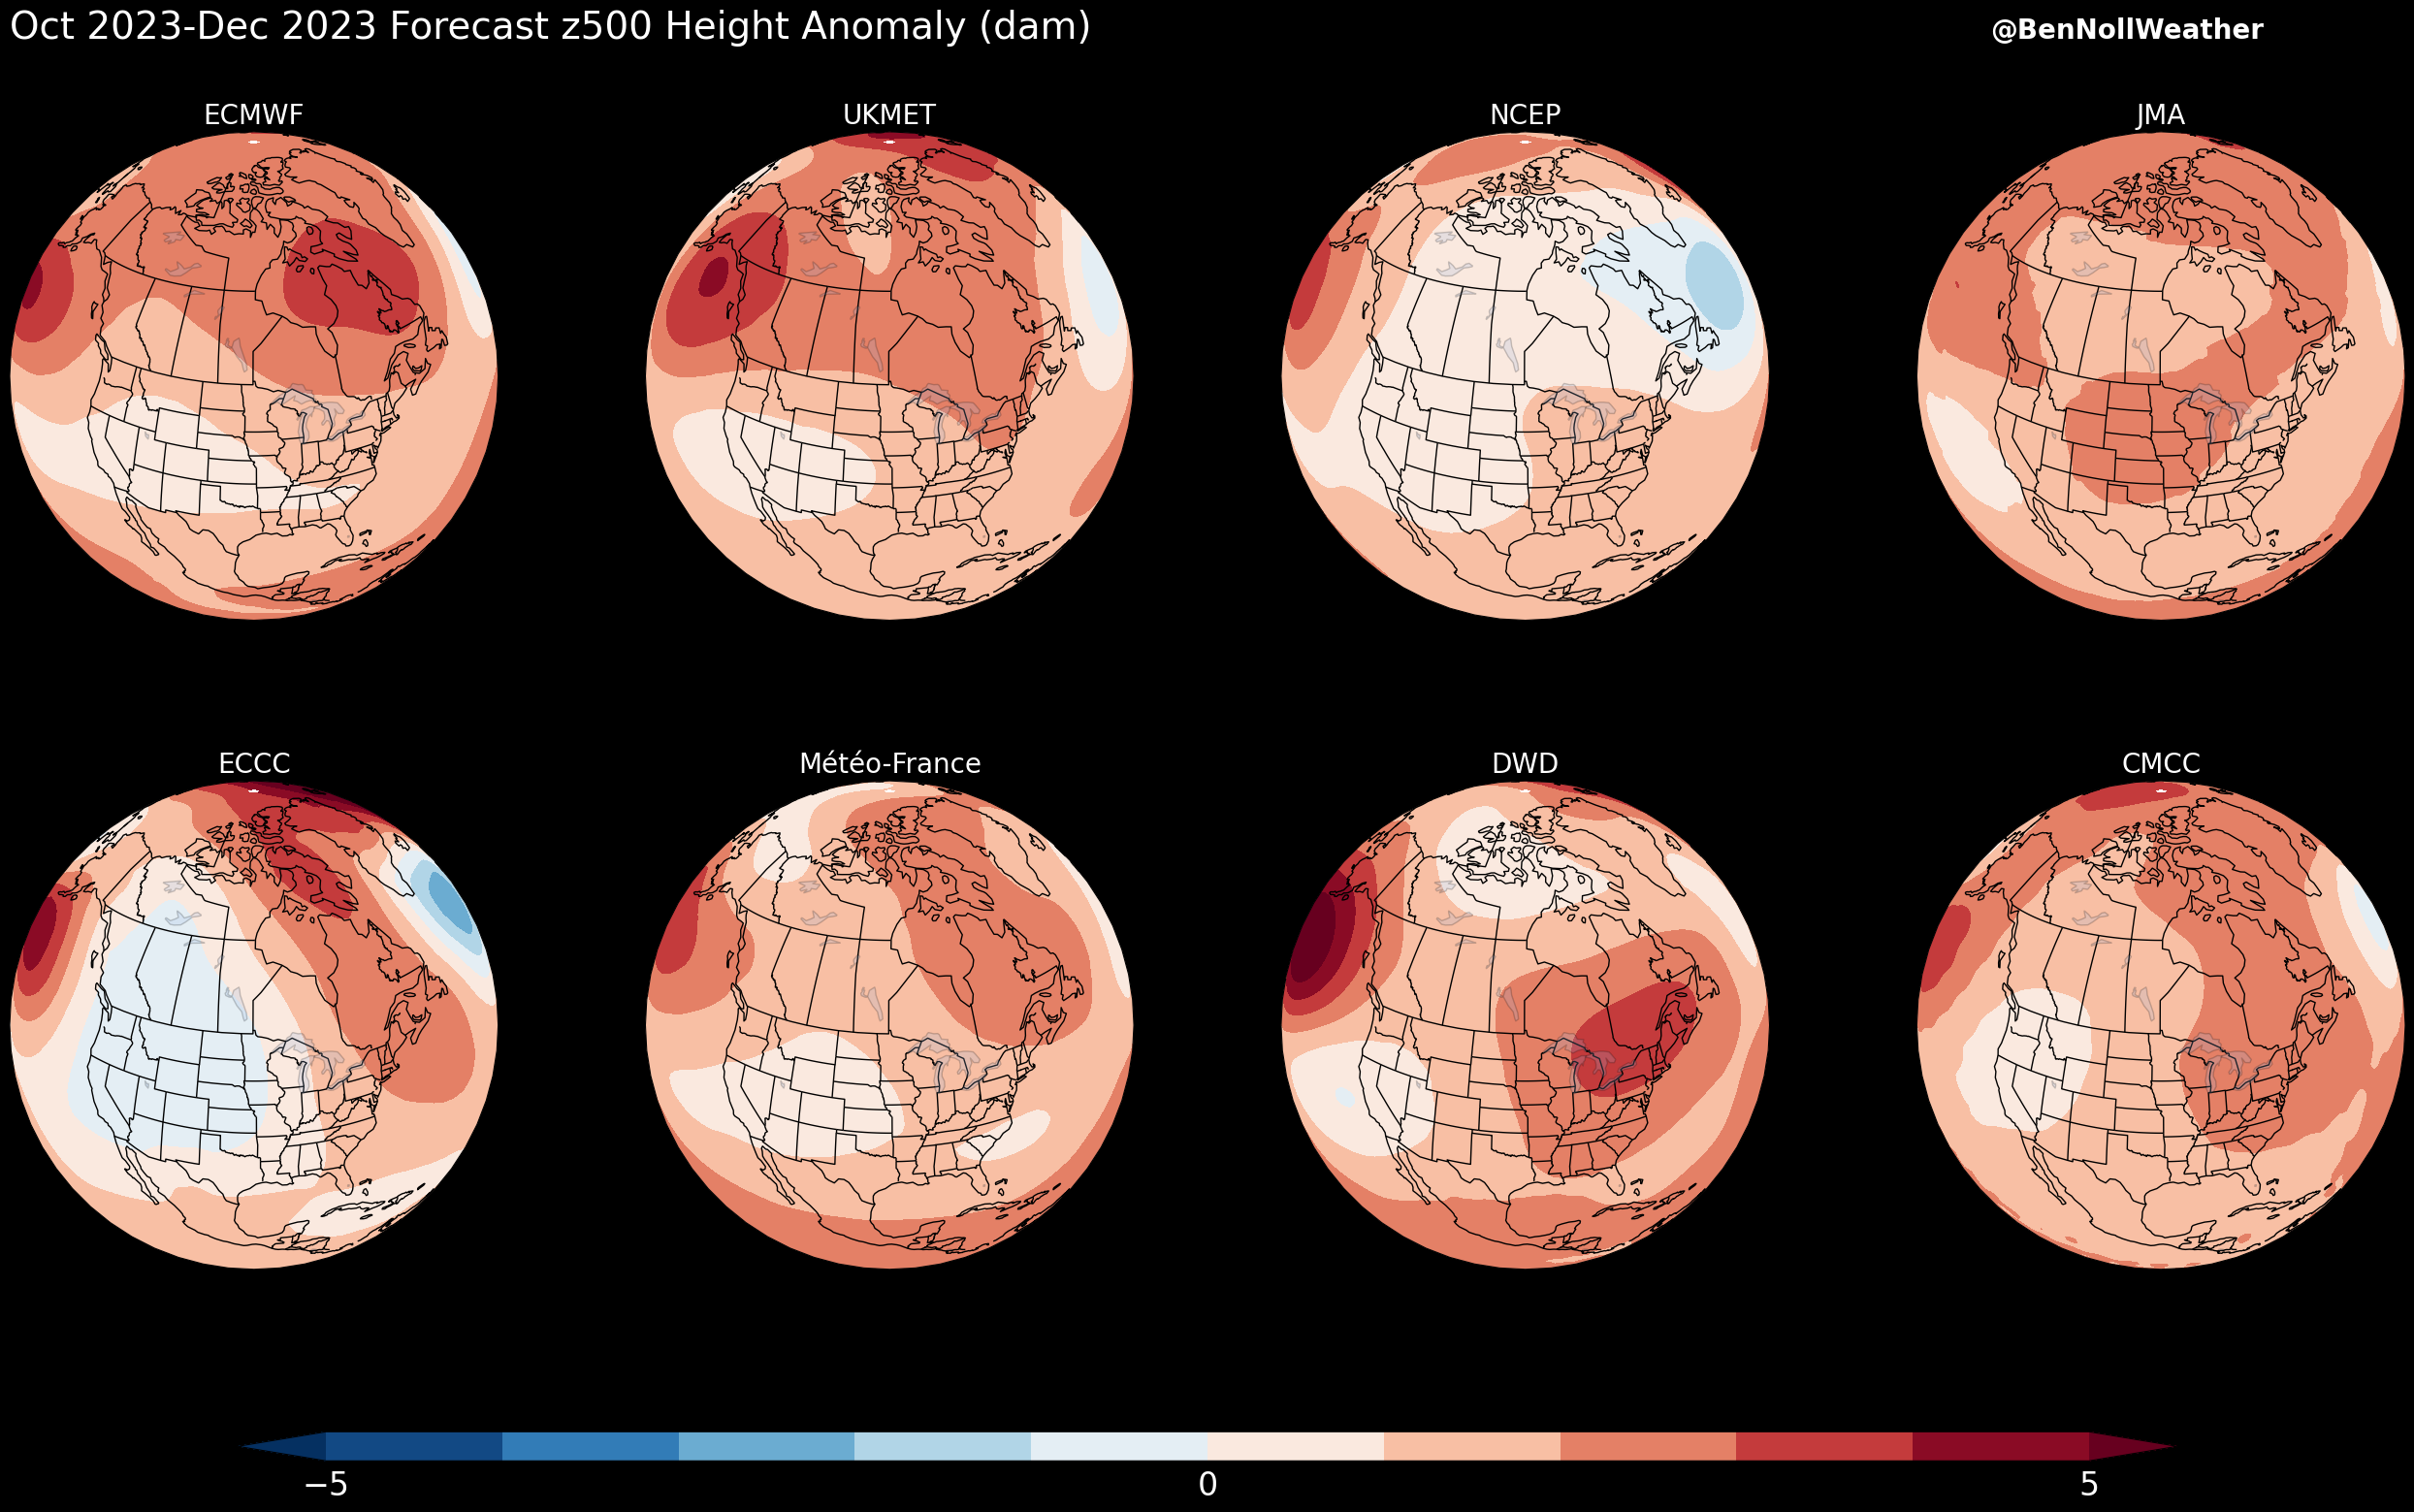 Oct 2023-Dec 2023 Forecast z500 Height Anomaly (dam)
@BenNollWeather
ECMWF
UKMET
NCEP
JMA
ECCC
Météo-France
DWD
CMCC
−5
0
5